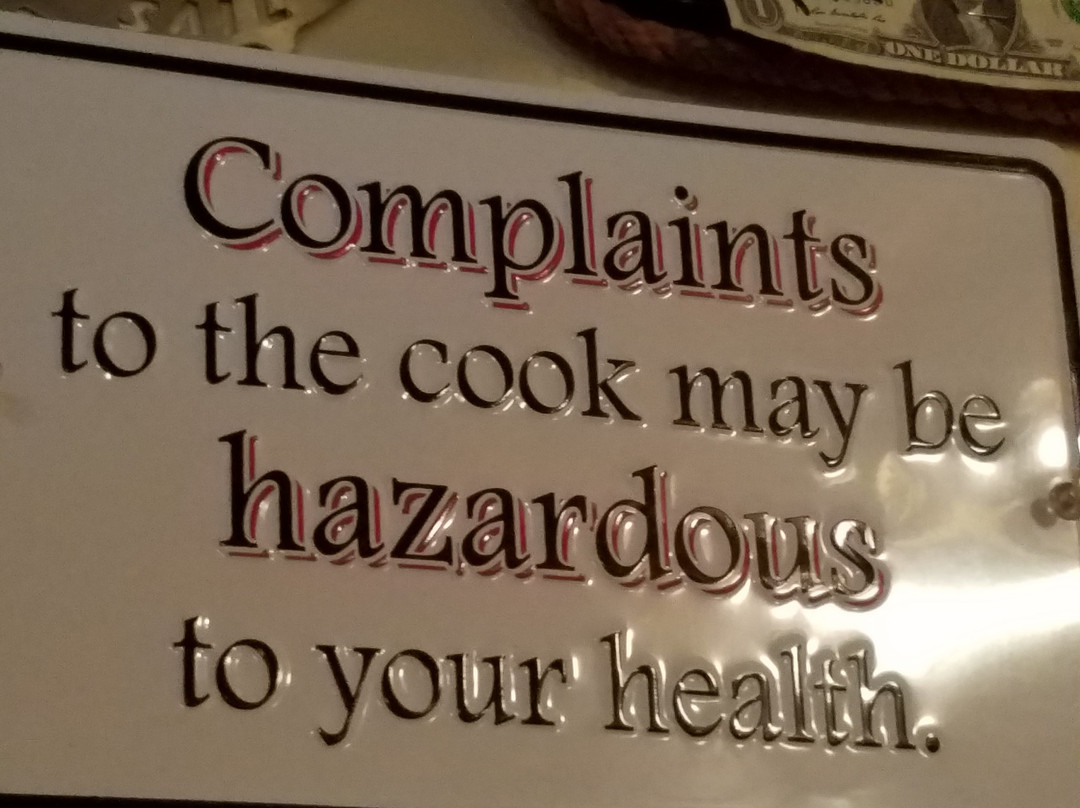 ONE DOLLAR
Complaints
to the cook may be
hazardous
to your health.